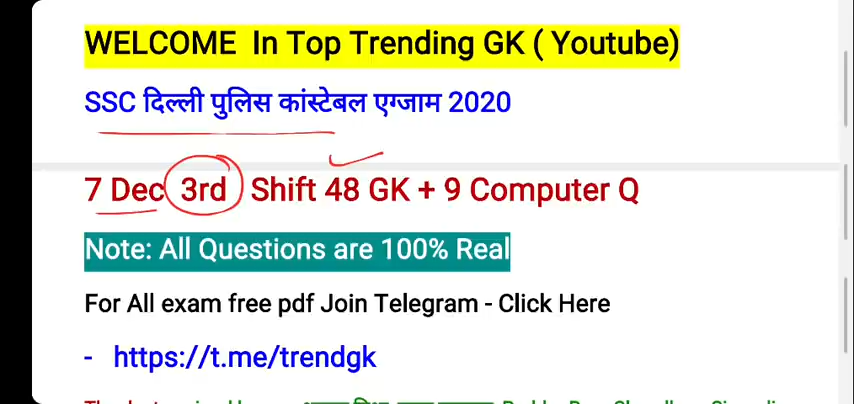 WELCOME In Top Trending GK ( Youtube)
SSC दिल्ली पुलिस कांस्टेबल एग्जाम 2020
7 Dec 3rd Shift 48 GK + 9 Computer Q
Note: All Questions are 100% Real
For All exam free pdf Join Telegram - Click Here
- https://t.me/trendgk